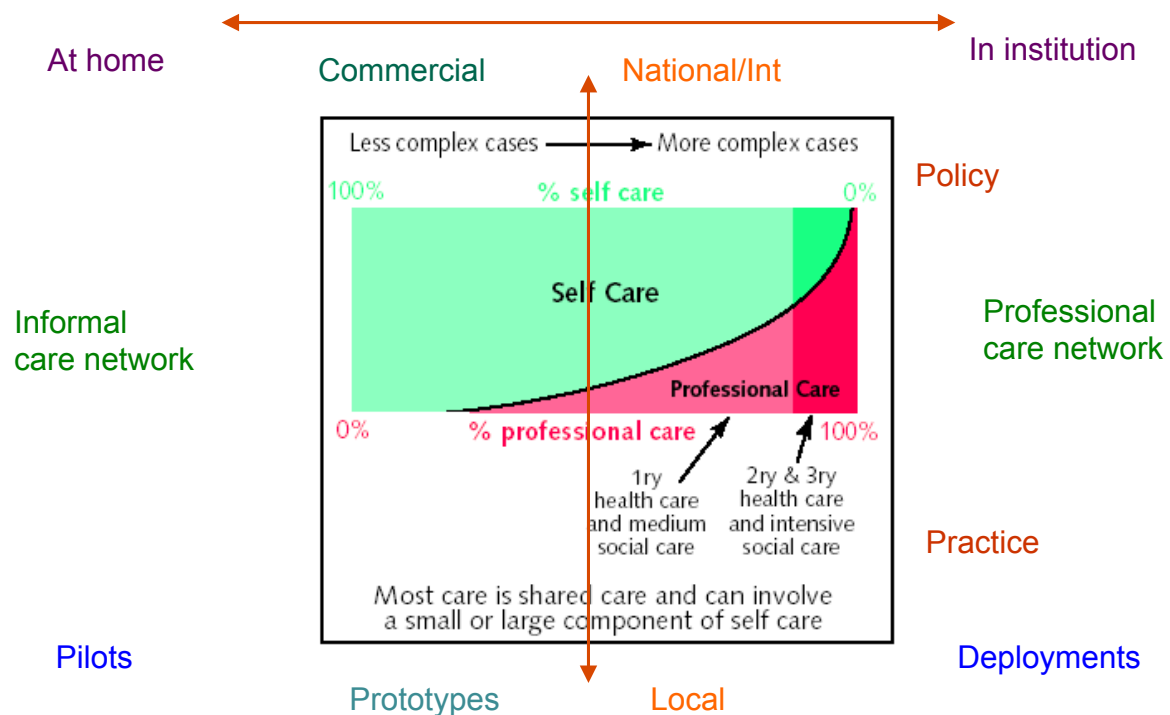 At home
In institution
Commercial
National/Int
Less complex cases
More complex cases
Policy
100%
% self care
0%
Self Care
Informal
care network
Professional
care network
Professional Care
0%
% professional care
100%
1ry
health care
and medium
social care
2ry & 3ry
health care
and intensive
social care
Practice
Most care is shared care and can involve
a small or large component of self care
Pilots
Deployments
Prototypes
Local